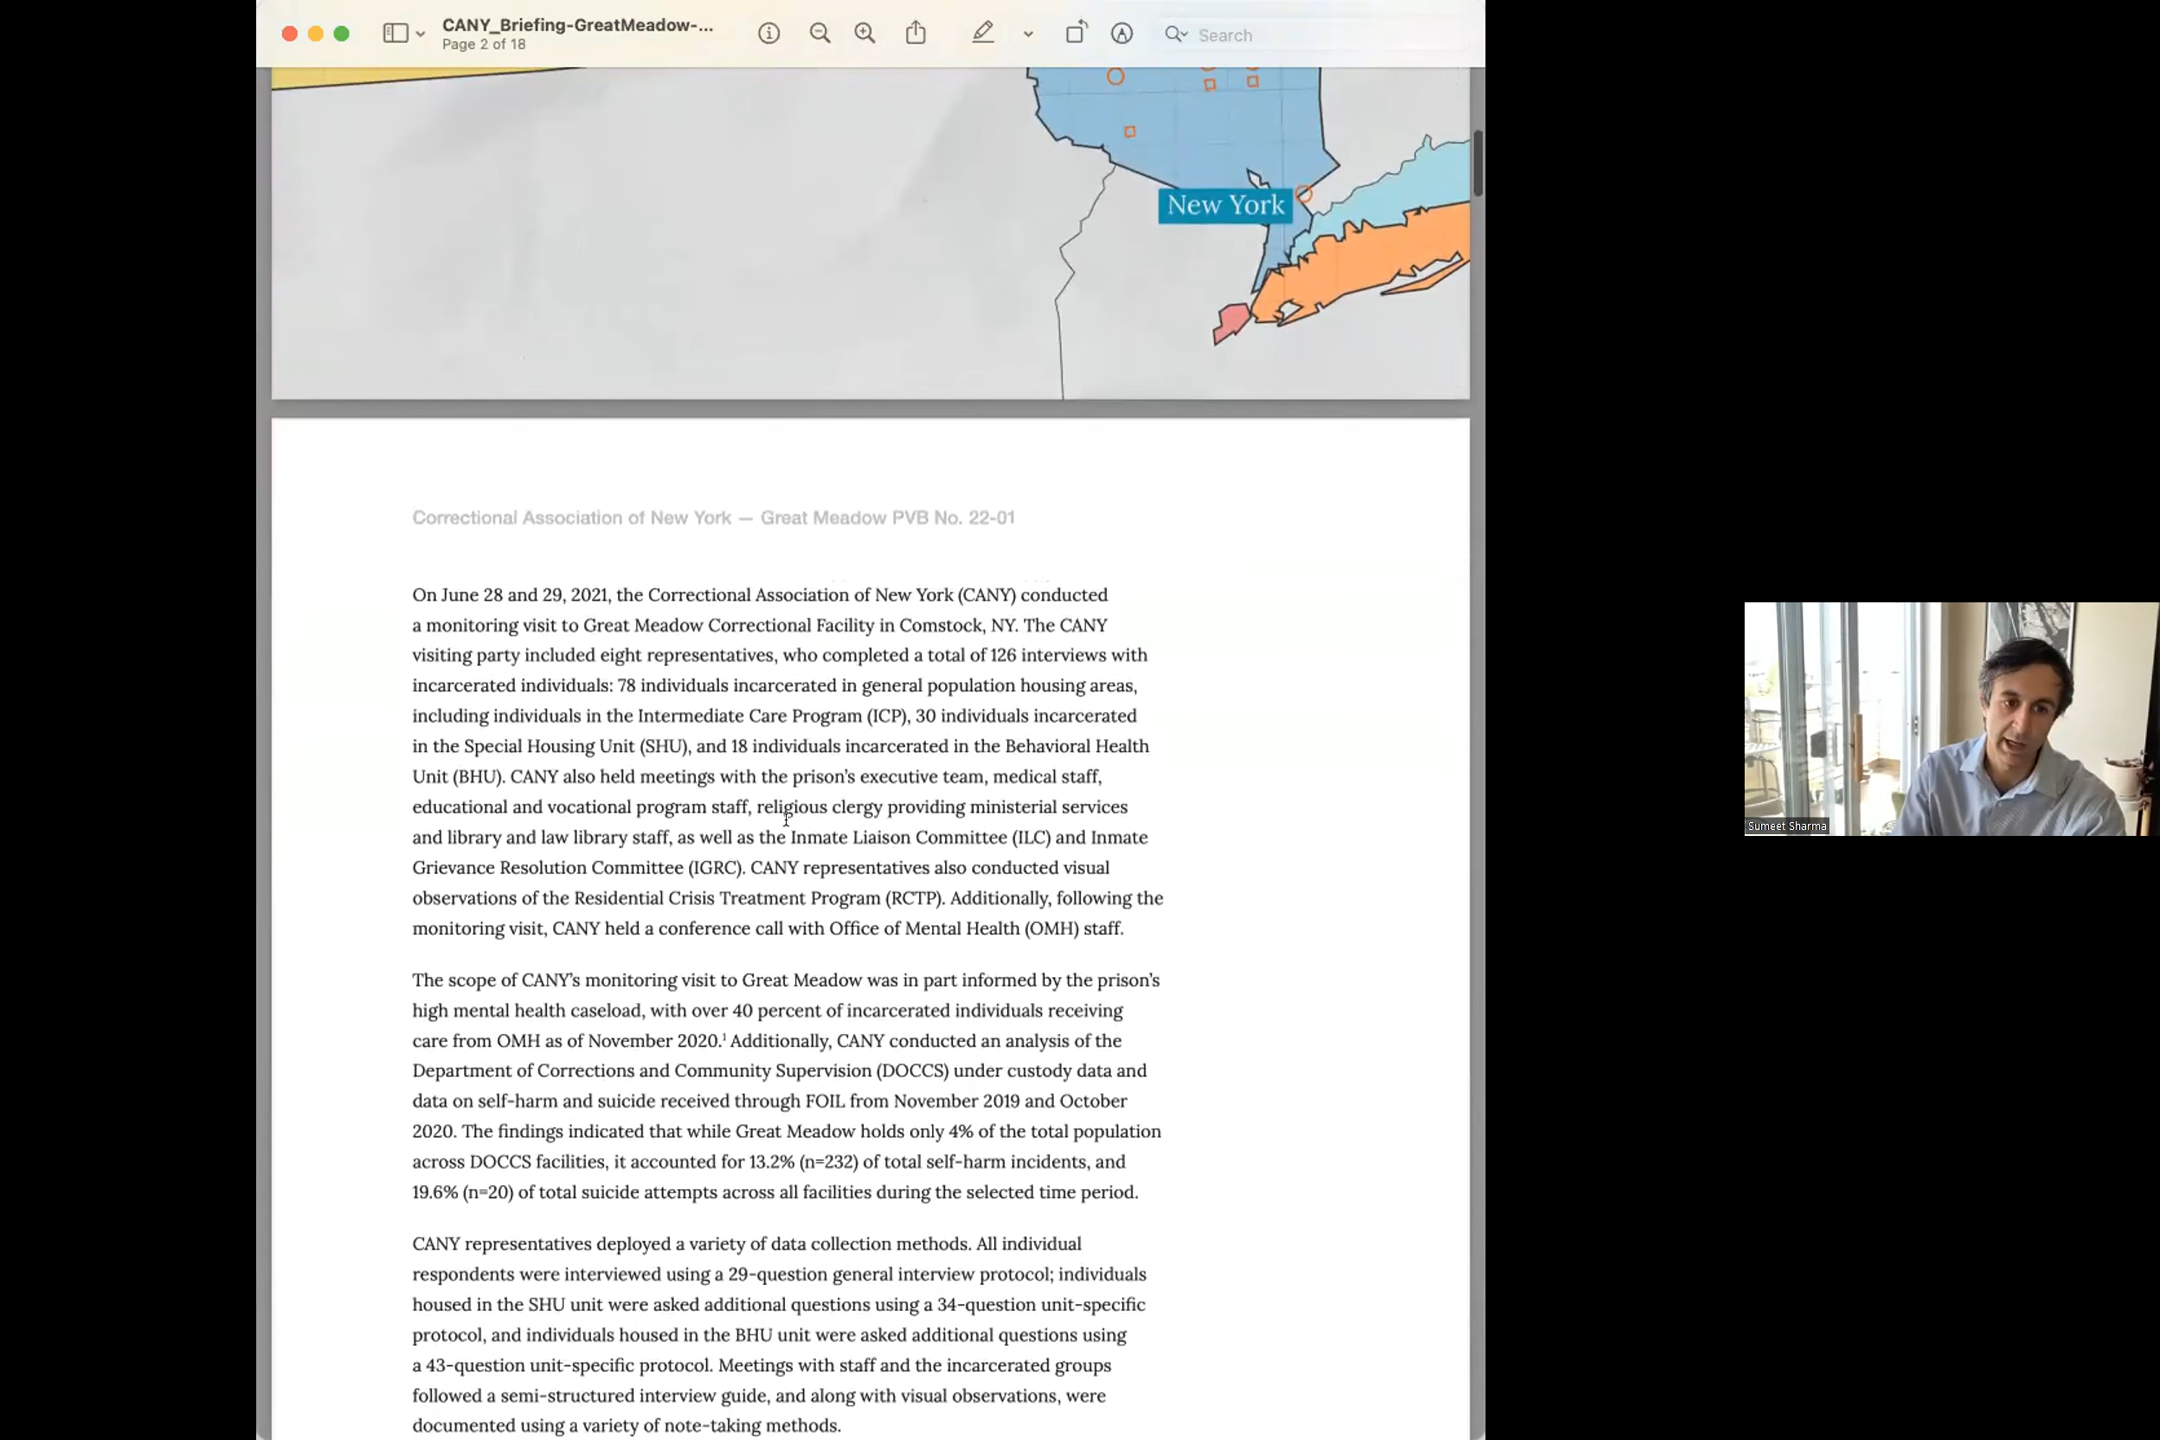 CANY_Briefing-GreatMeadow-...
Page 2 of 18
Search
New York
Correctional Association of New York — Great Meadow PVB No. 22-01
On June 28 and 29, 2021, the Correctional Association of New York (CANY) conducted
a monitoring visit to Great Meadow Correctional Facility in Comstock, NY. The CANY
visiting party included eight representatives, who completed a total of 126 interviews with
incarcerated individuals: 78 individuals incarcerated in general population housing areas,
including individuals in the Intermediate Care Program (ICP), 30 individuals incarcerated
in the Special Housing Unit (SHU), and 18 individuals incarcerated in the Behavioral Health
Unit (BHU). CANY also held meetings with the prison's executive team, medical staff,
educational and vocational program staff, religious clergy providing ministerial services
and library and law library staff, as well as the Inmate Liaison Committee (ILC) and Inmate
Grievance Resolution Committee (IGRC). CANY representatives also conducted visual
observations of the Residential Crisis Treatment Program (RCTP). Additionally, following the
monitoring visit, CANY held a conference call with Office of Mental Health (OMH) staff.
The scope of CANY's monitoring visit to Great Meadow was in part informed by the prison's
high mental health caseload, with over 40 percent of incarcerated individuals receiving
care from OMH as of November 2020.¹ Additionally, CANY conducted an analysis of the
Department of Corrections and Community Supervision (DOCCS) under custody data and
data on self-harm and suicide received through FOIL from November 2019 and October
2020. The findings indicated that while Great Meadow holds only 4% of the total population
across DOCCS facilities, it accounted for 13.2% (n=232) of total self-harm incidents, and
19.6% (n=20) of total suicide attempts across all facilities during the selected time period.
CANY representatives deployed a variety of data collection methods. All individual
respondents were interviewed using a 29-question general interview protocol; individuals
housed in the SHU unit were asked additional questions using a 34-question unit-specific
protocol, and individuals housed in the BHU unit were asked additional questions using
a 43-question unit-specific protocol. Meetings with staff and the incarcerated groups
followed a semi-structured interview guide, and along with visual observations, were
documented using a variety of note-taking methods.
Sumeet Sharma